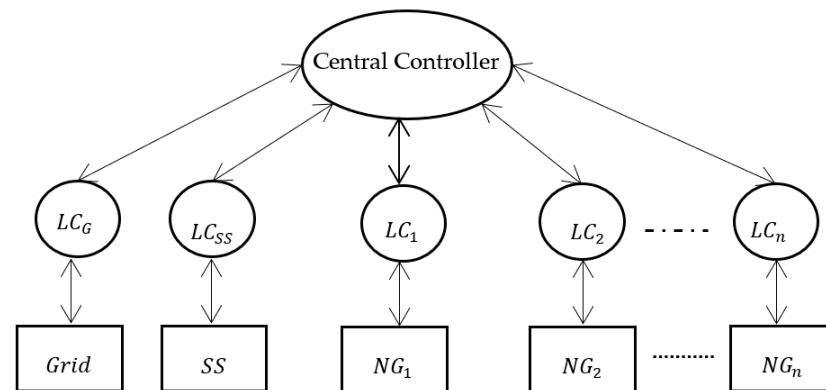 Central Controller
LC_G LC_SS LC_1 LC_2 LC_n
Grid SS NG_1 NG_2 NG_n